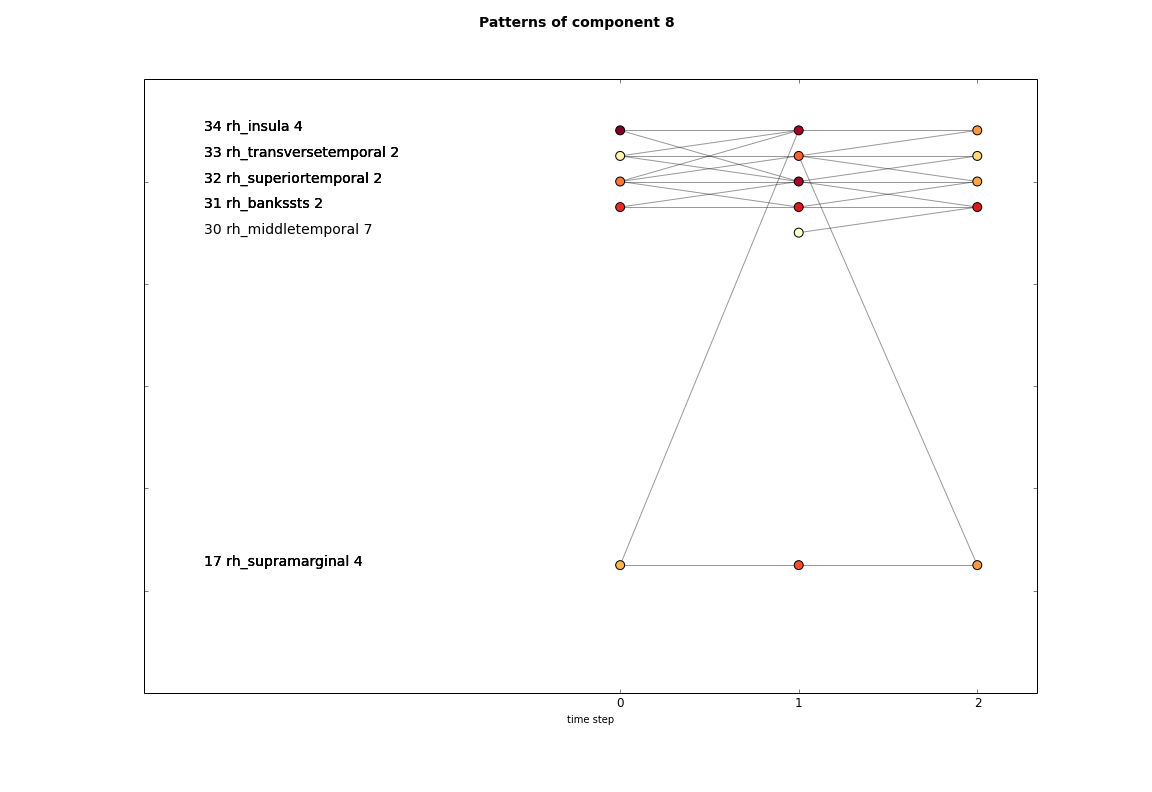 Patterns of component 8
34 rh_insula 4
33 rh_transversetemporal 2
32 rh_superiortemporal 2
31 rh_bankssts 2
30 rh_middletemporal 7
17 rh_supramarginal 4
0 1 2
time step